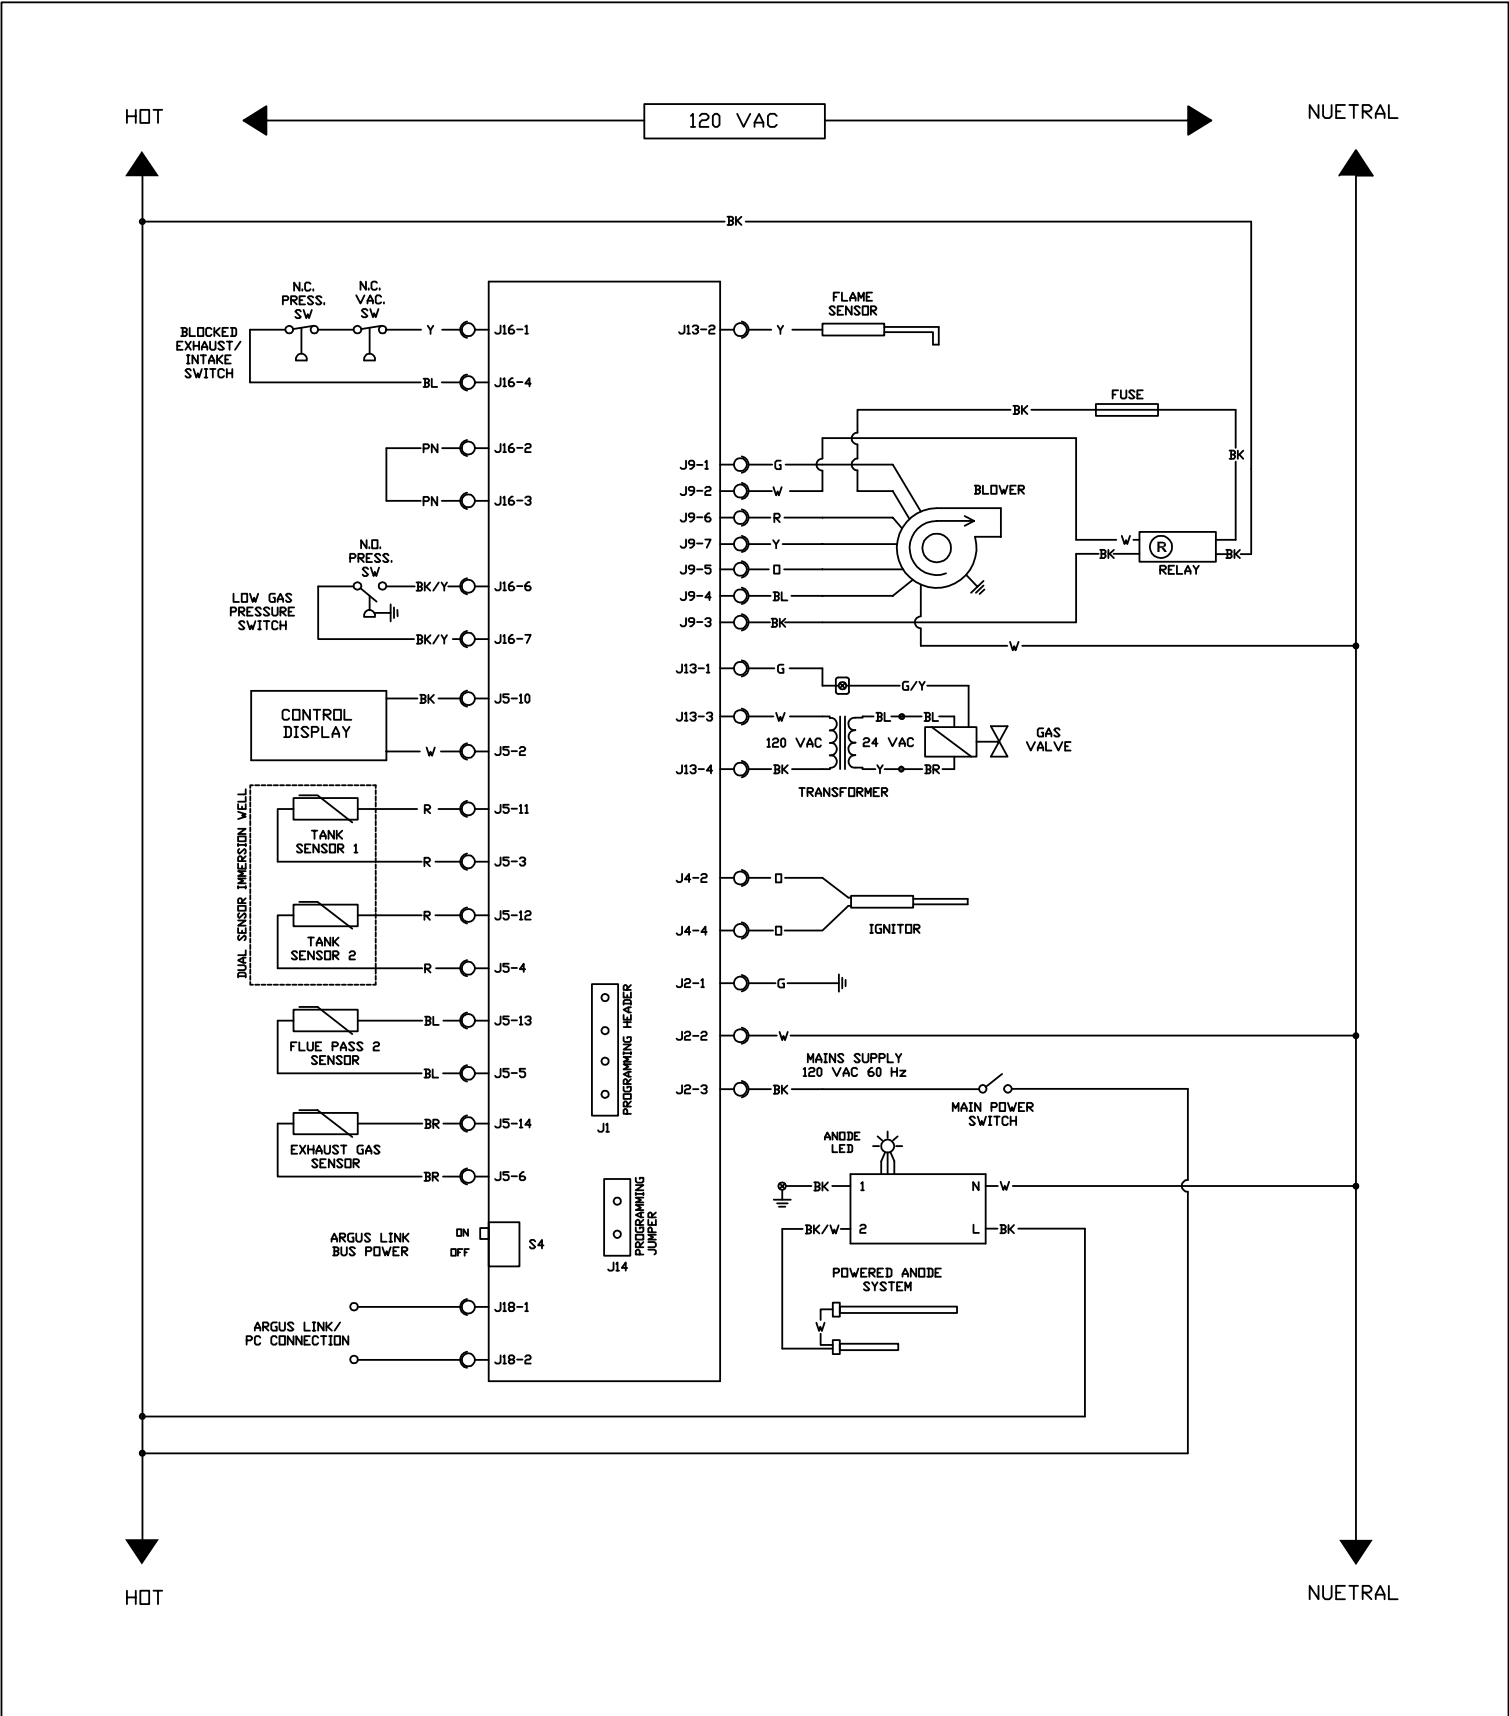 HOT
120 VAC
NUETRAL
BK
N.C.
PRESS.
SW
N.C.
VAC.
SW
BLOCKED
EXHAUST/
INTAKE
SWITCH
Y
J16-1
BL
J16-4
PN
J16-2
PN
J16-3
N.O.
PRESS.
SW
LOW GAS
PRESSURE
SWITCH
BK/Y
J16-6
BK/Y
J16-7
CONTROL
DISPLAY
BK
J5-10
W
J5-2
DUAL SENSOR IMMERSION WELL
TANK
SENSOR 1
R
J5-11
R
J5-3
TANK
SENSOR 2
R
J5-12
R
J5-4
FLUE PASS 2
SENSOR
BL
J5-13
BL
J5-5
EXHAUST GAS
SENSOR
BR
J5-14
BR
J5-6
ARGUS LINK
BUS POWER
ON
OFF
S4
ARGUS LINK/
PC CONNECTION
J18-1
J18-2
PROGRAMMING HEADER
J1
PROGRAMMING
JUMPER
J14
J13-2
Y
FLAME
SENSOR
FUSE
BK
BK
J9-1
G
J9-2
W
J9-6
R
J9-7
Y
J9-5
O
J9-4
BL
J9-3
BK
BLOWER
W
BK
R
RELAY
BK
W
J13-1
G
G/Y
J13-3
W
120 VAC
24 VAC
BL
BL
GAS
VALVE
J13-4
BK
Y
BR
TRANSFORMER
J4-2
O
J4-4
O
IGNITOR
J2-1
G
J2-2
W
MAINS SUPPLY
120 VAC 60 Hz
J2-3
BK
MAIN POWER
SWITCH
ANODE
LED
BK
1
N
W
BK/W
2
L
BK
POWERED ANODE
SYSTEM
W
HOT
NUETRAL